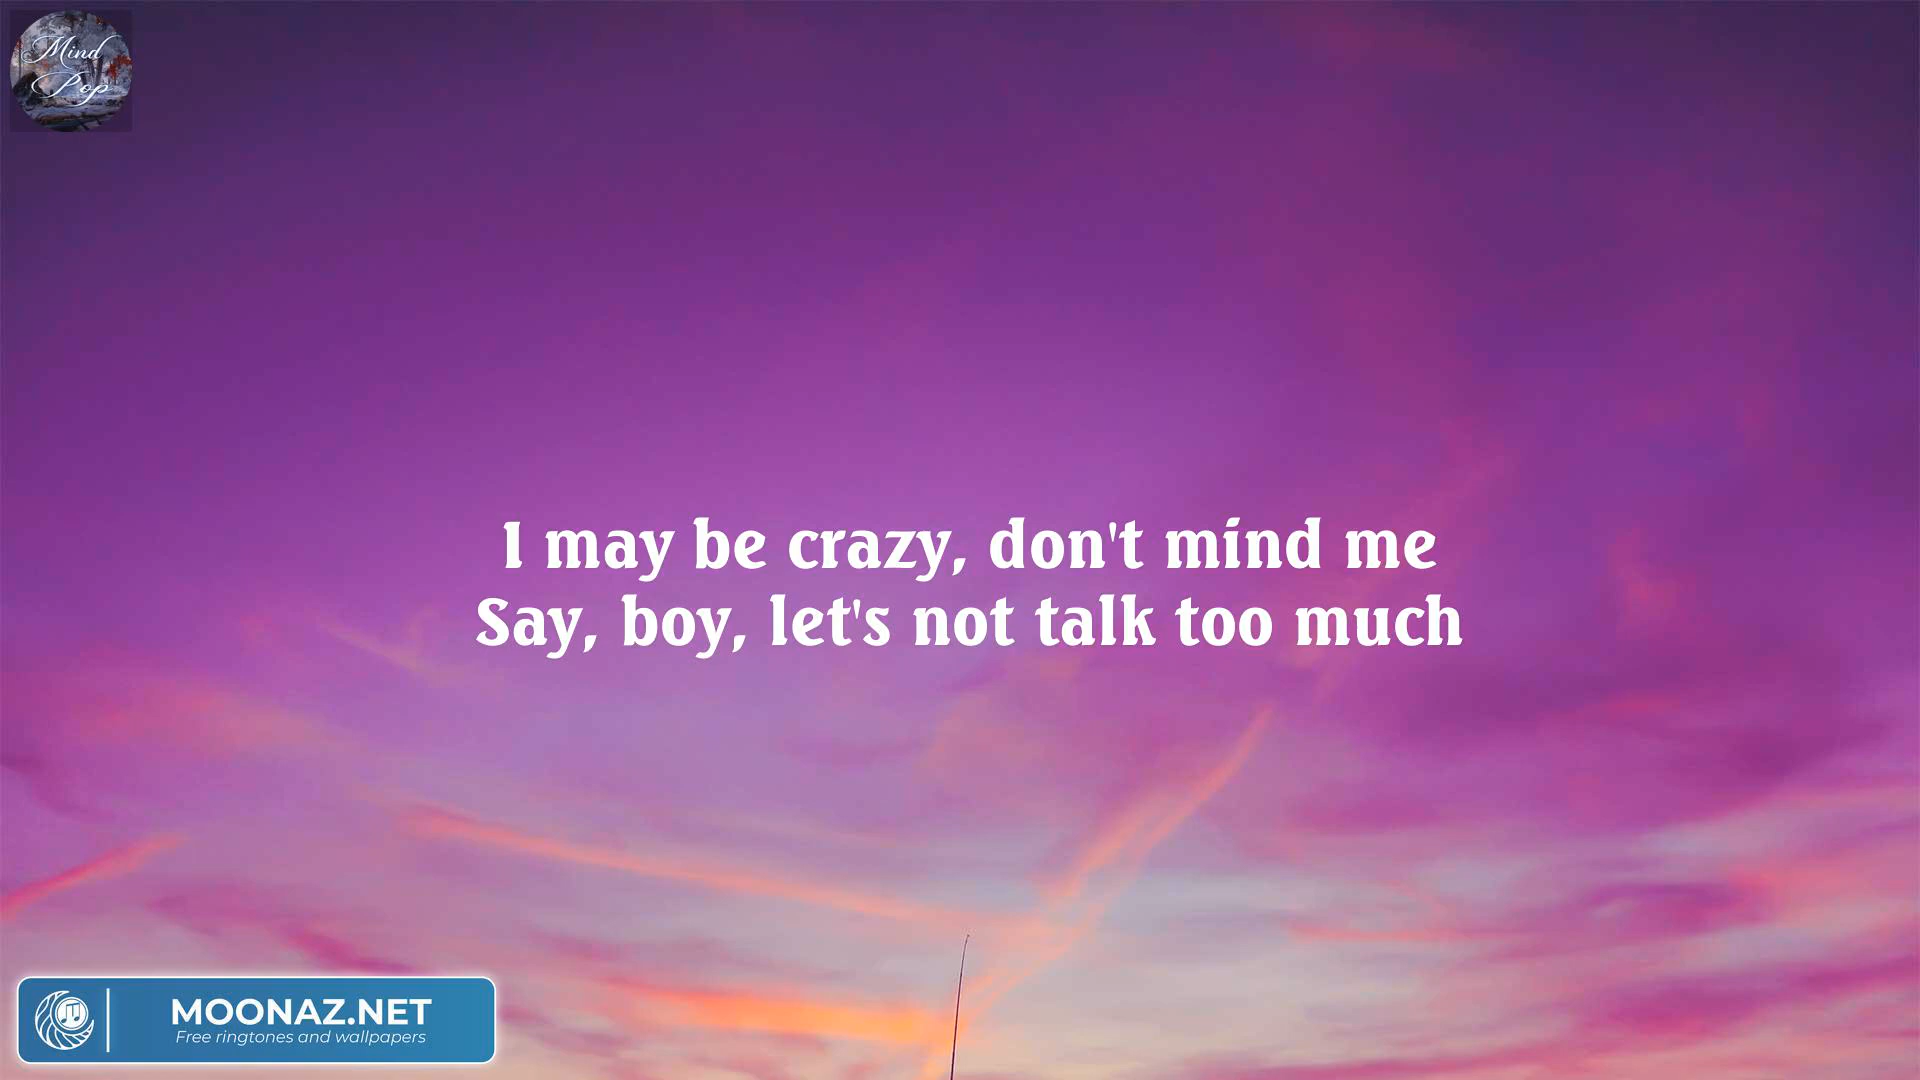 Mind
Pop
I may be crazy, don't mind me
Say, boy, let's not talk too much
MOONAZ.NET
Free ringtones and wallpapers